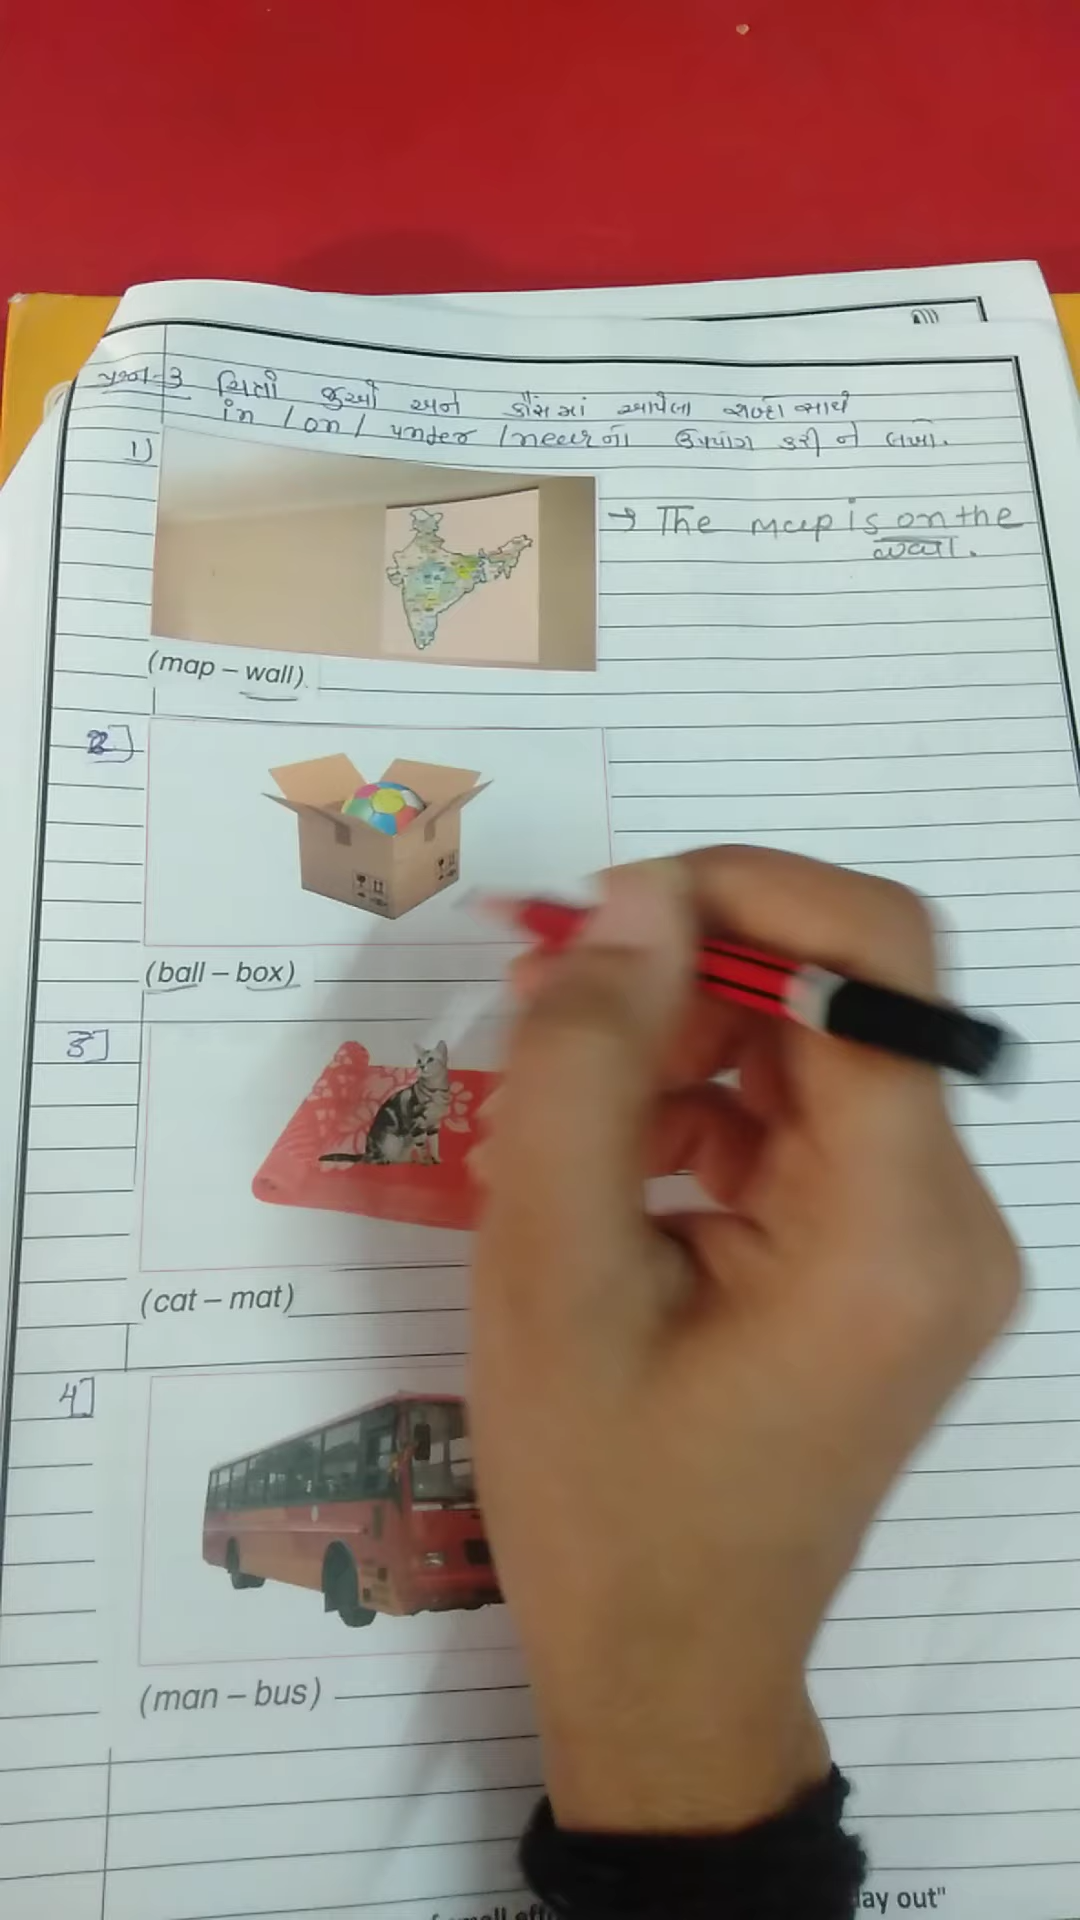 પ્રશ્ન-3 ચિત્રો જુઓ અને કૌંસમાં આપેલા શબ્દો સાથે
in / on / under / near નો ઉપયોગ કરી ને લખો.
1)
→ The map is on the
wall.
(map – wall).
2]
(ball – box)
3]
(cat – mat)
4]
(man – bus)
day out"